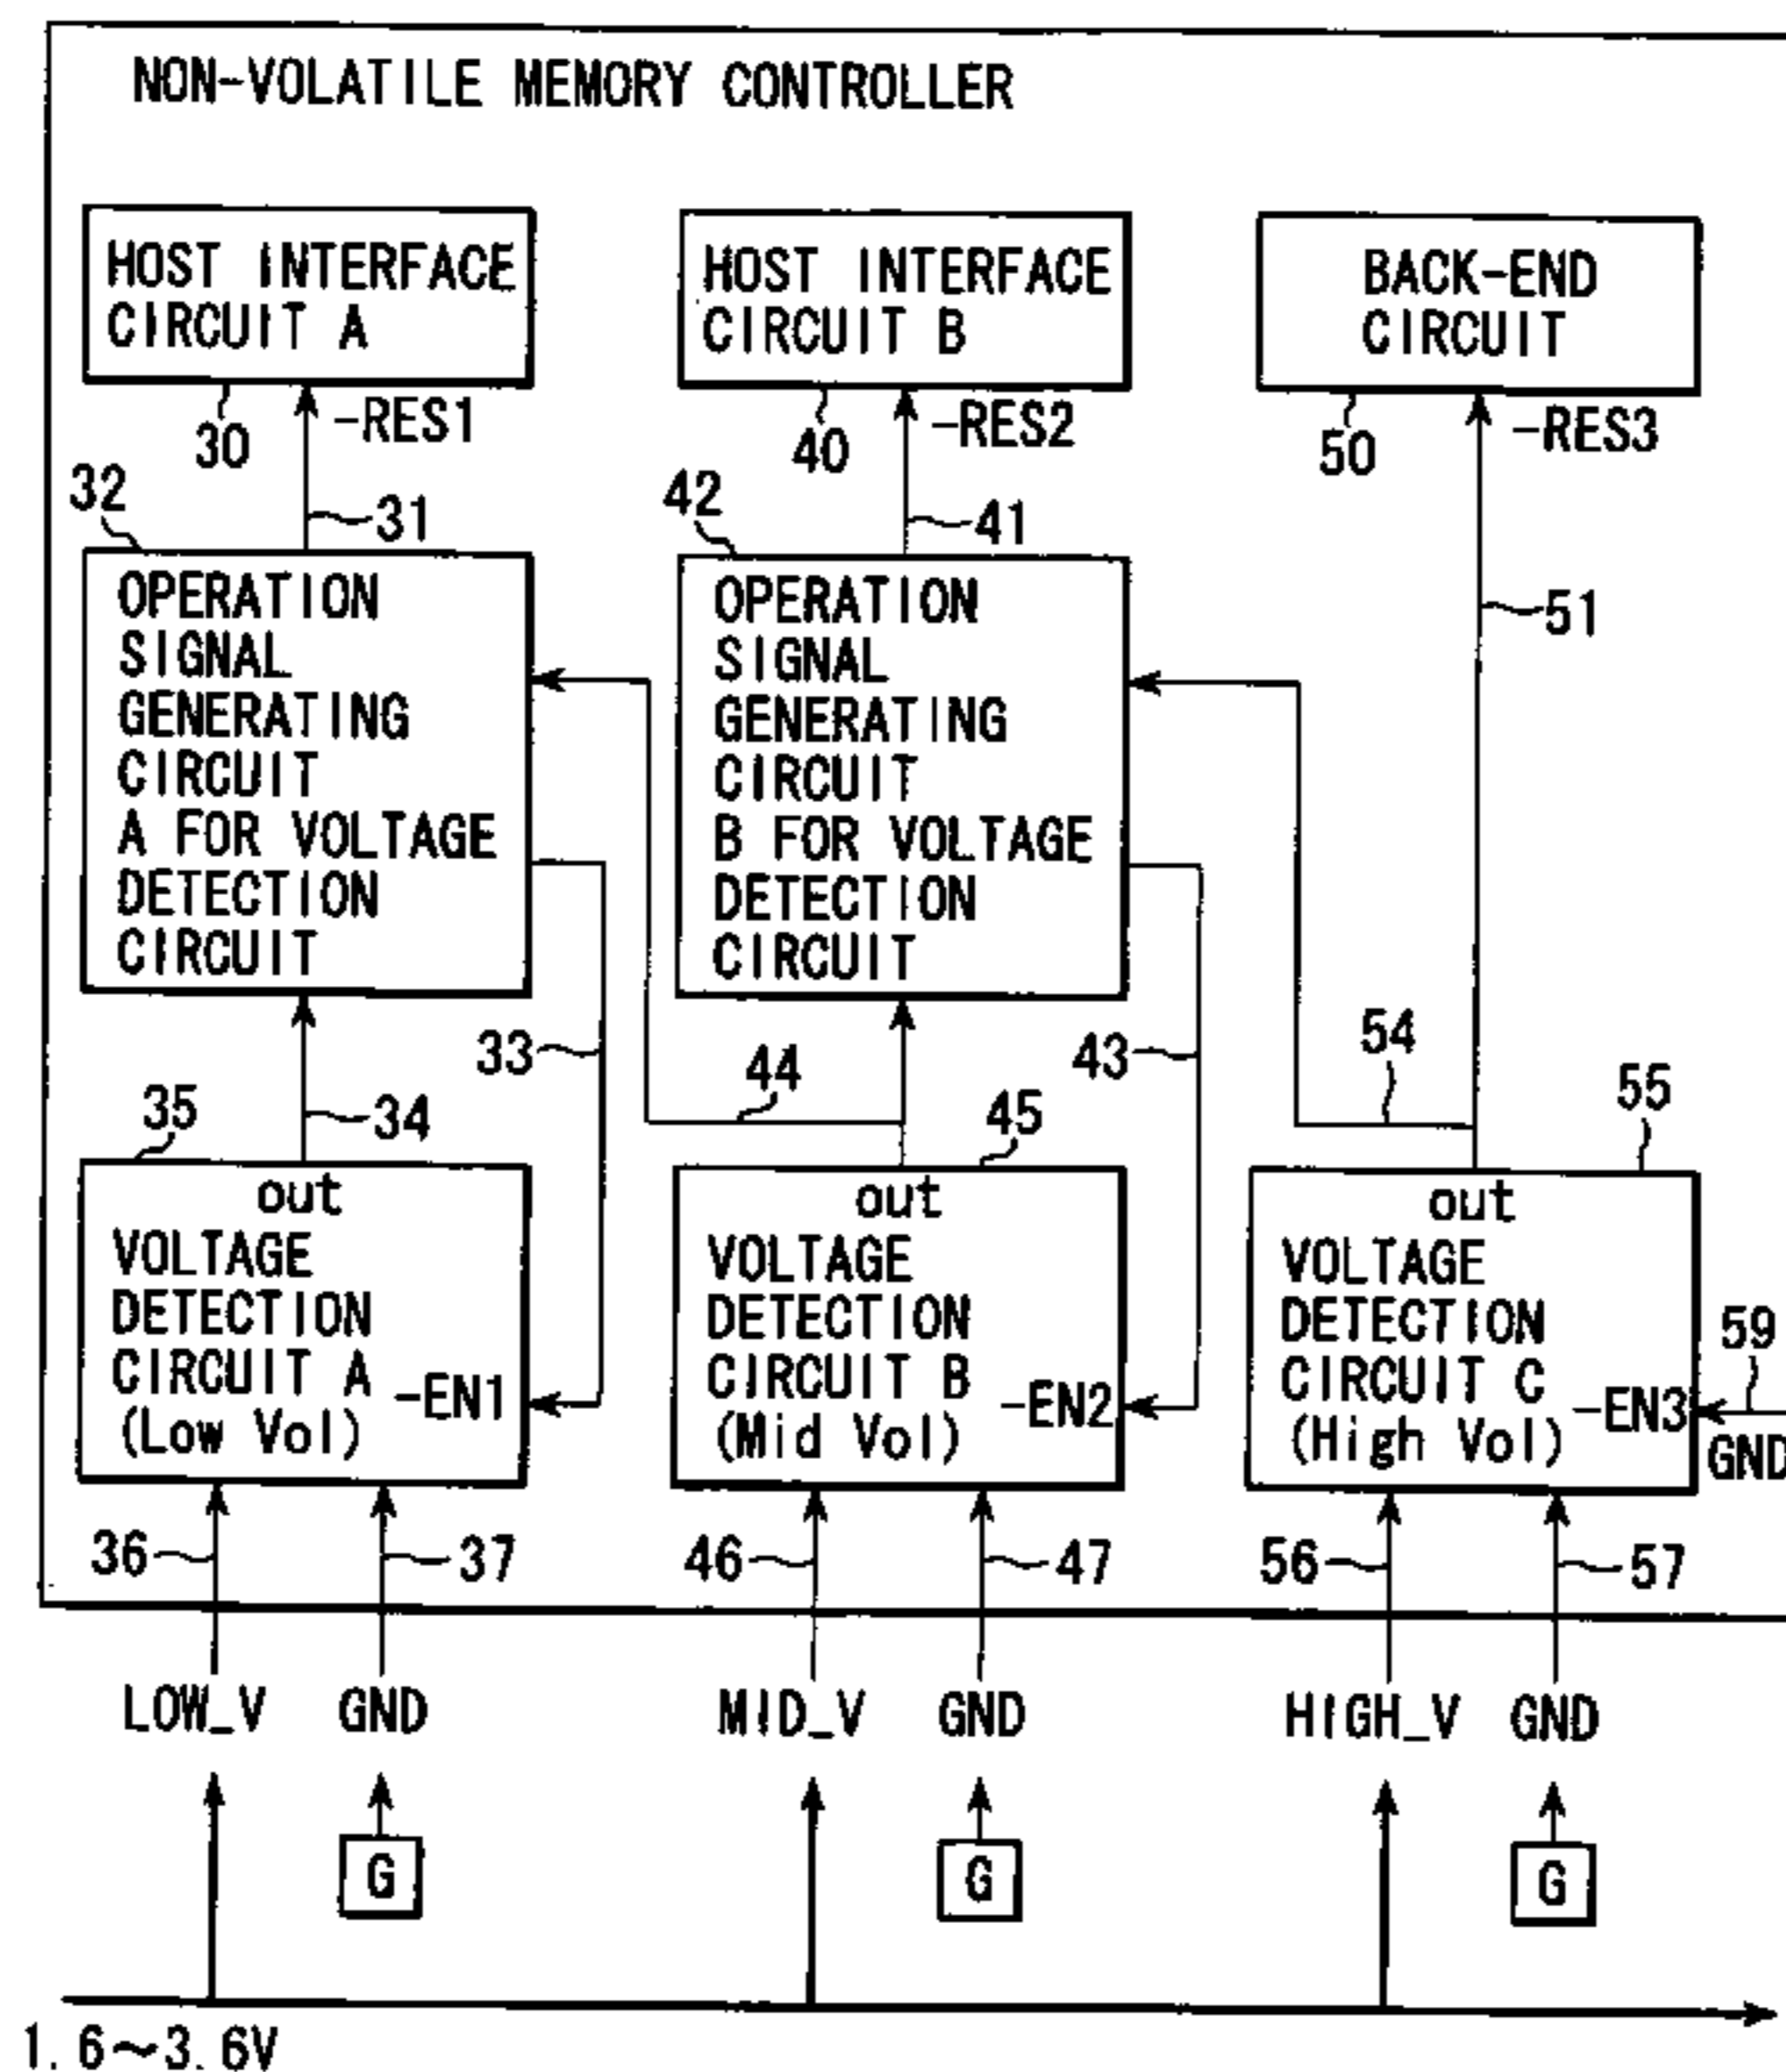 NON-VOLATILE MEMORY CONTROLLER
HOST INTERFACE
CIRCUIT A
HOST INTERFACE
CIRCUIT B
BACK-END
CIRCUIT
30
-RES1
40
-RES2
50
-RES3
32
31
42
41
51
OPERATION
SIGNAL
GENERATING
CIRCUIT
A FOR VOLTAGE
DETECTION
CIRCUIT
OPERATION
SIGNAL
GENERATING
CIRCUIT
B FOR VOLTAGE
DETECTION
CIRCUIT
33
44
43
54
35
34
45
55
out
VOLTAGE
DETECTION
CIRCUIT A
(Low Vol)
-EN1
out
VOLTAGE
DETECTION
CIRCUIT B
(Mid Vol)
-EN2
out
VOLTAGE
DETECTION
CIRCUIT C
(High Vol)
-EN3
59
GND
36
37
46
47
56
57
LOW_V
GND
MID_V
GND
HIGH_V
GND
G
G
G
1.6~3.6V